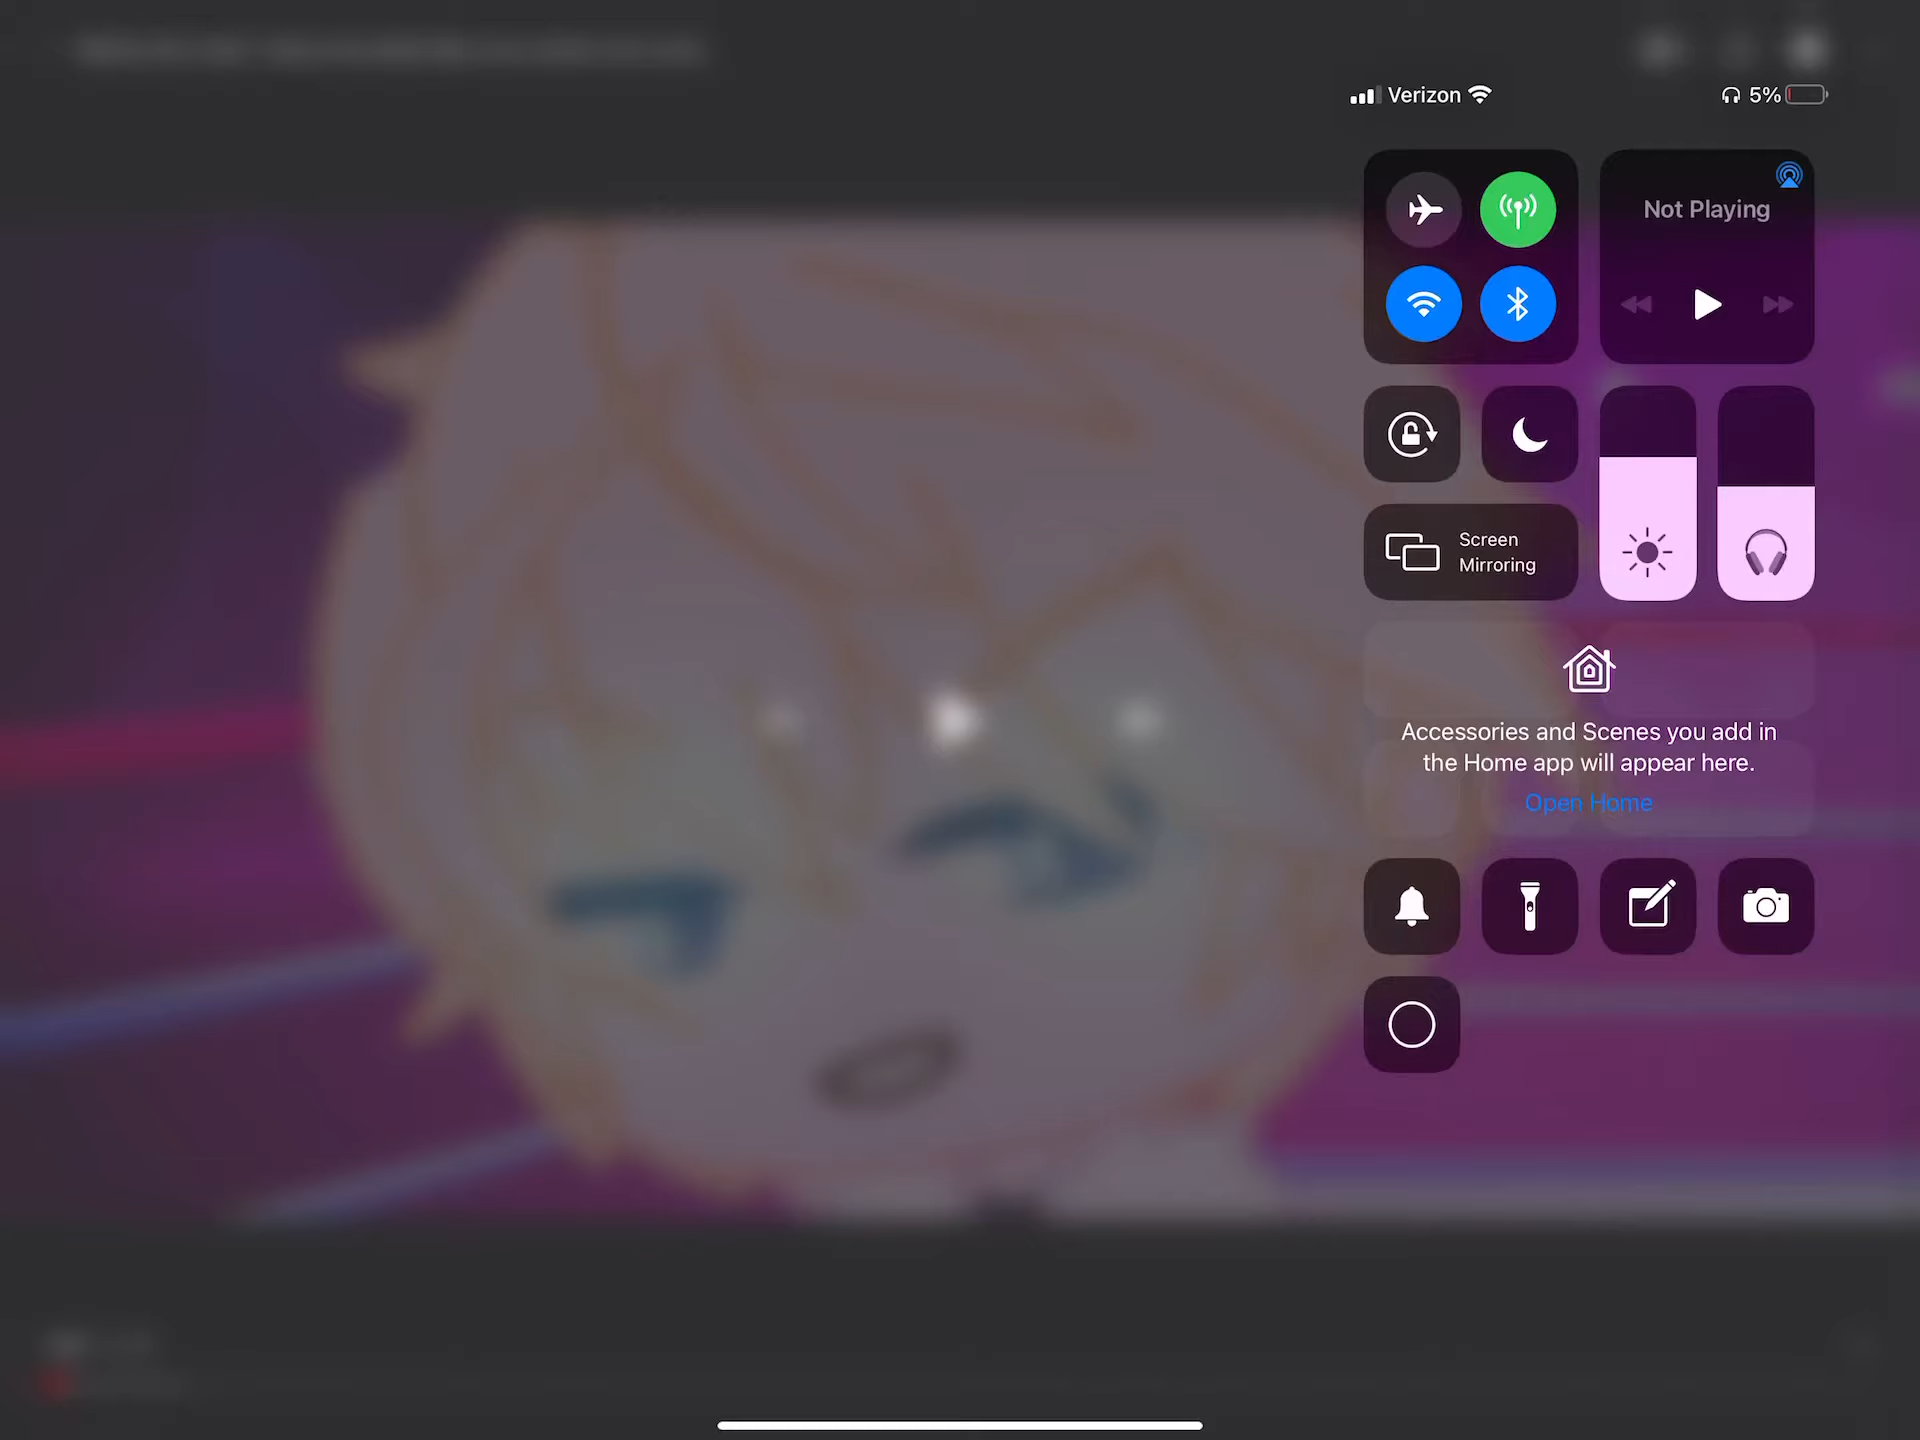 Verizon
5%
Not Playing
Screen
Mirroring
Accessories and Scenes you add in
the Home app will appear here.
Open Home